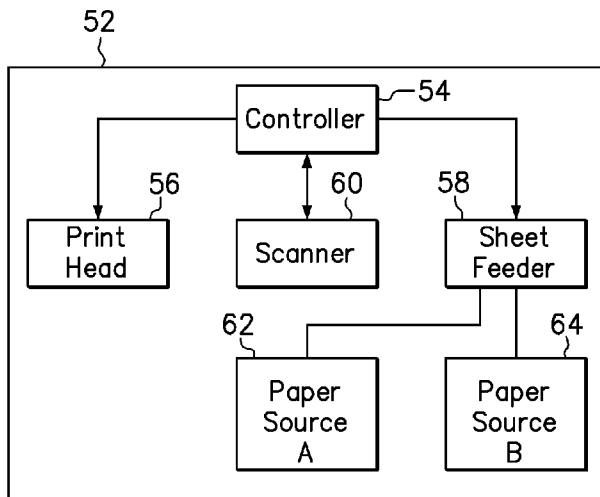 52
54
Controller
56
Print
Head
60
Scanner
58
Sheet
Feeder
62
Paper
Source
A
64
Paper
Source
B